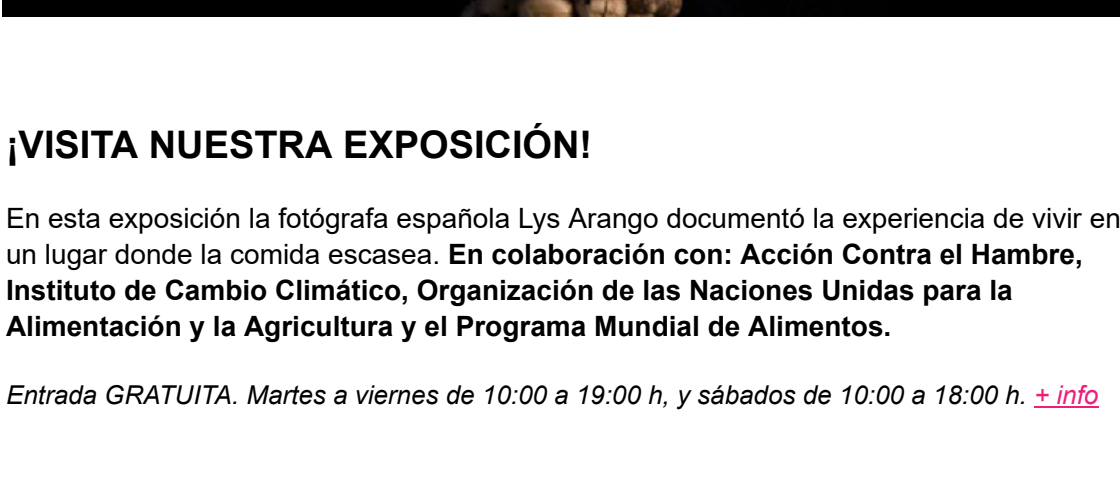 ¡VISITA NUESTRA EXPOSICIÓN!
En esta exposición la fotógrafa española Lys Arango documentó la experiencia de vivir en
un lugar donde la comida escasea. En colaboración con: Acción Contra el Hambre,
Instituto de Cambio Climático, Organización de las Naciones Unidas para la
Alimentación y la Agricultura y el Programa Mundial de Alimentos.
Entrada GRATUITA. Martes a viernes de 10:00 a 19:00 h, y sábados de 10:00 a 18:00 h. + info